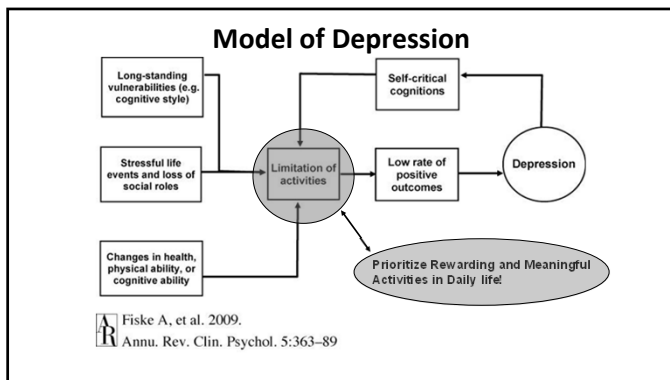 Model of Depression
Long-standing
vulnerabilities (e.g.
cognitive style)
Self-critical
cognitions
Stressful life
events and loss
of social roles
Limitation of
activities
Low rate of
positive
outcomes
Depression
Changes in health,
physical ability, or
cognitive ability
Prioritize Rewarding and Meaningful
Activities in Daily life!
AR
Fiske A, et al. 2009.
Annu. Rev. Clin. Psychol. 5:363–89